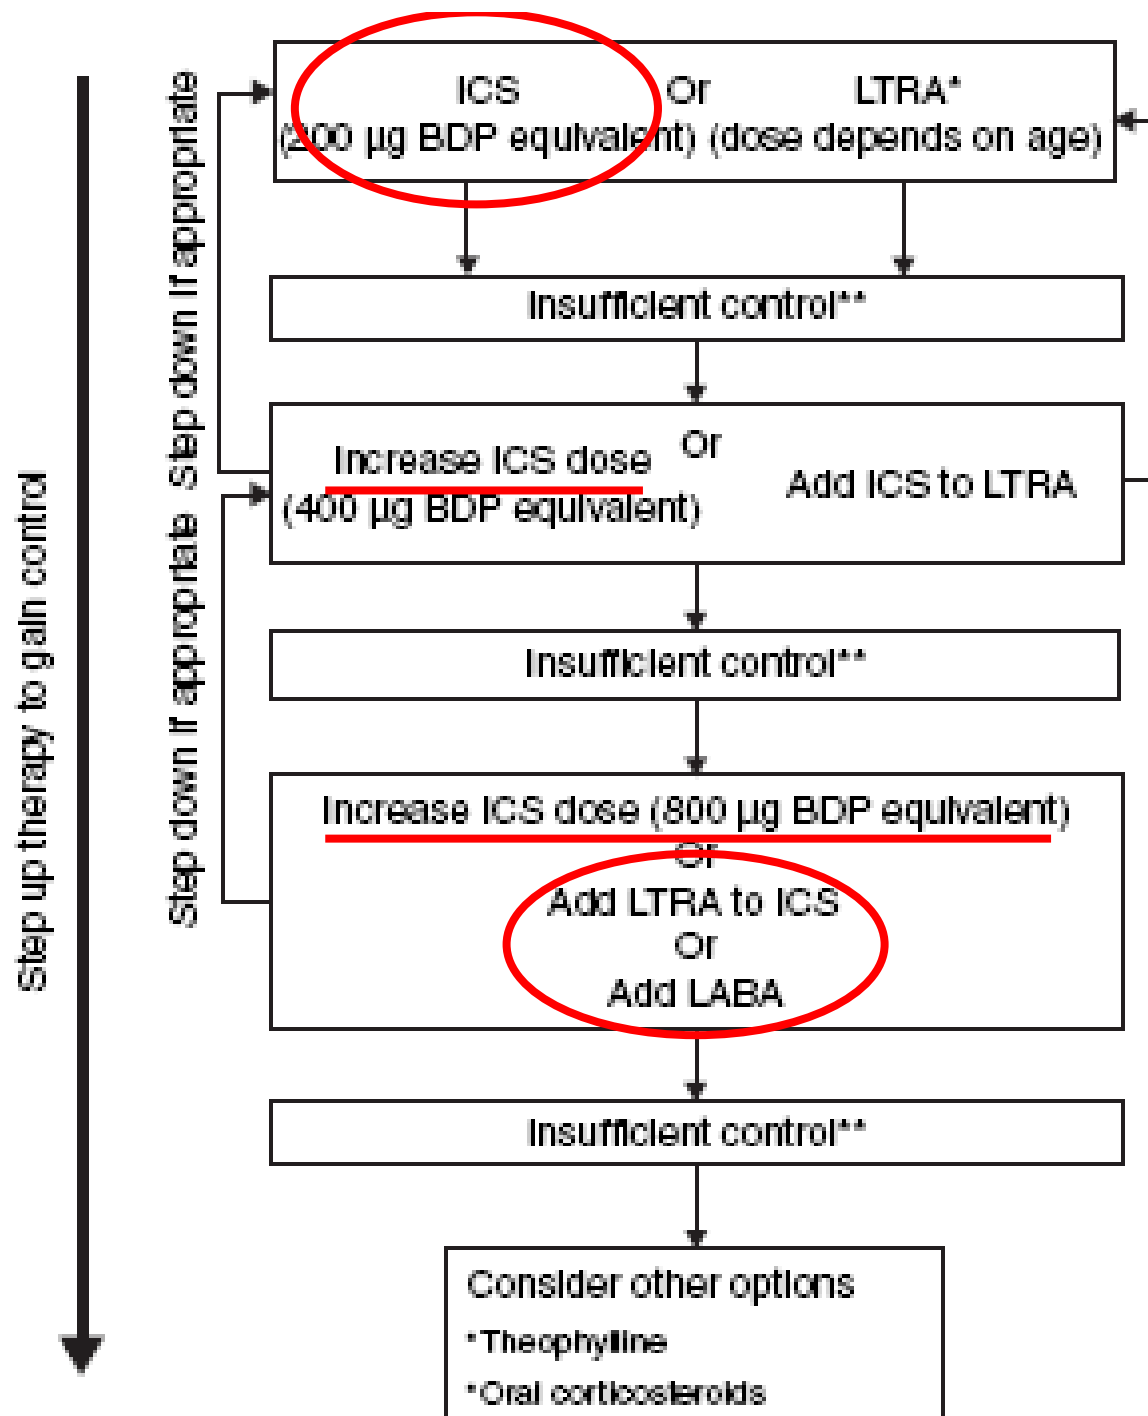 ICS Or LTRA*
(200 µg BDP equivalent) (dose depends on age)
Insufficient control**
Increase ICS dose Or
(400 µg BDP equivalent)
Add ICS to LTRA
Insufficient control**
Increase ICS dose (800 µg BDP equivalent)
Or
Add LTRA to ICS
Or
Add LABA
Insufficient control**
Consider other options
*Theophylline
*Oral corticosteroids
Step down if appropriate
Step down if appropriate
Step up therapy to gain control